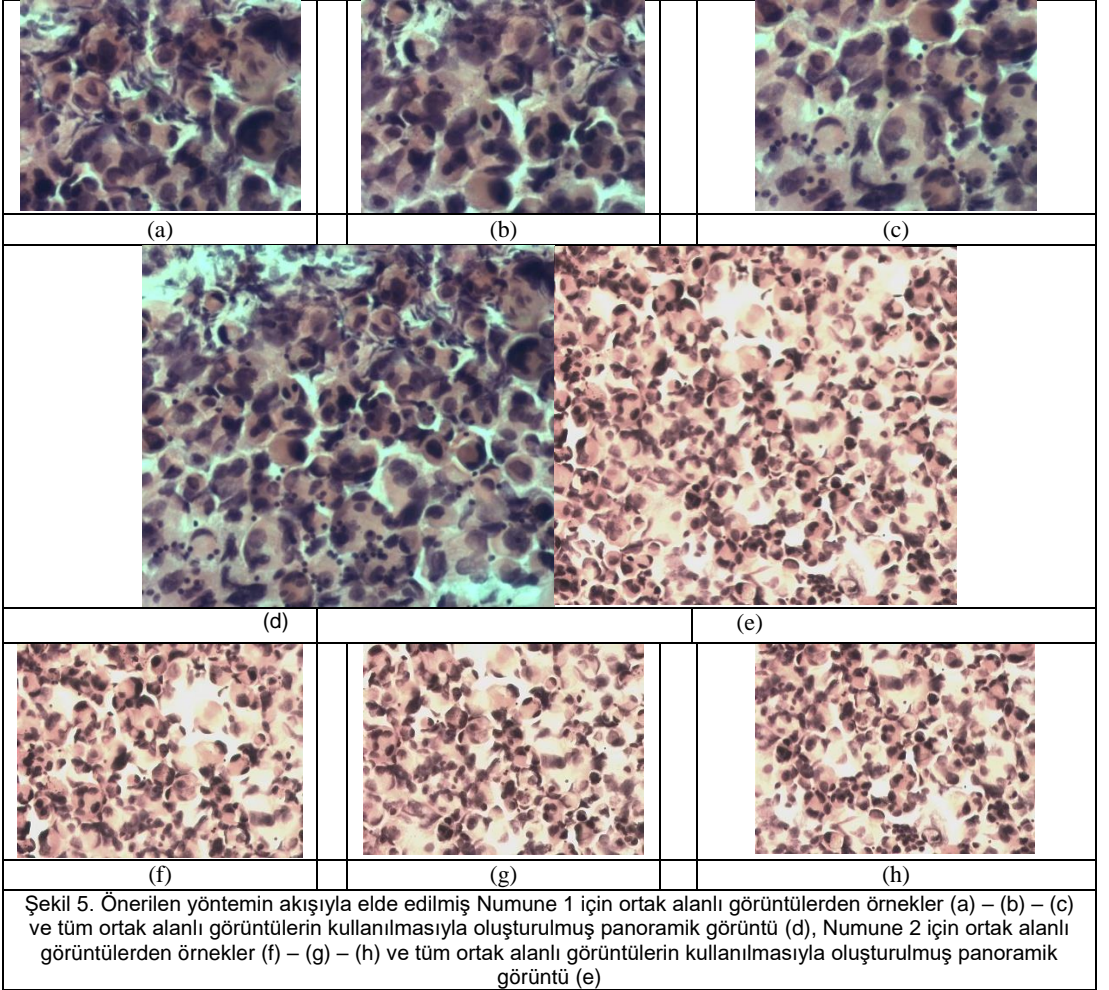 (a) (b) (c)
(d) (e)
(f) (g) (h)
Şekil 5. Önerilen yöntemin akışıyla elde edilmiş Numune 1 için ortak alanlı görüntülerden örnekler (a) – (b) – (c)
ve tüm ortak alanlı görüntülerin kullanılmasıyla oluşturulmuş panoramik görüntü (d), Numune 2 için ortak alanlı
görüntülerden örnekler (f) – (g) – (h) ve tüm ortak alanlı görüntülerin kullanılmasıyla oluşturulmuş panoramik
görüntü (e)